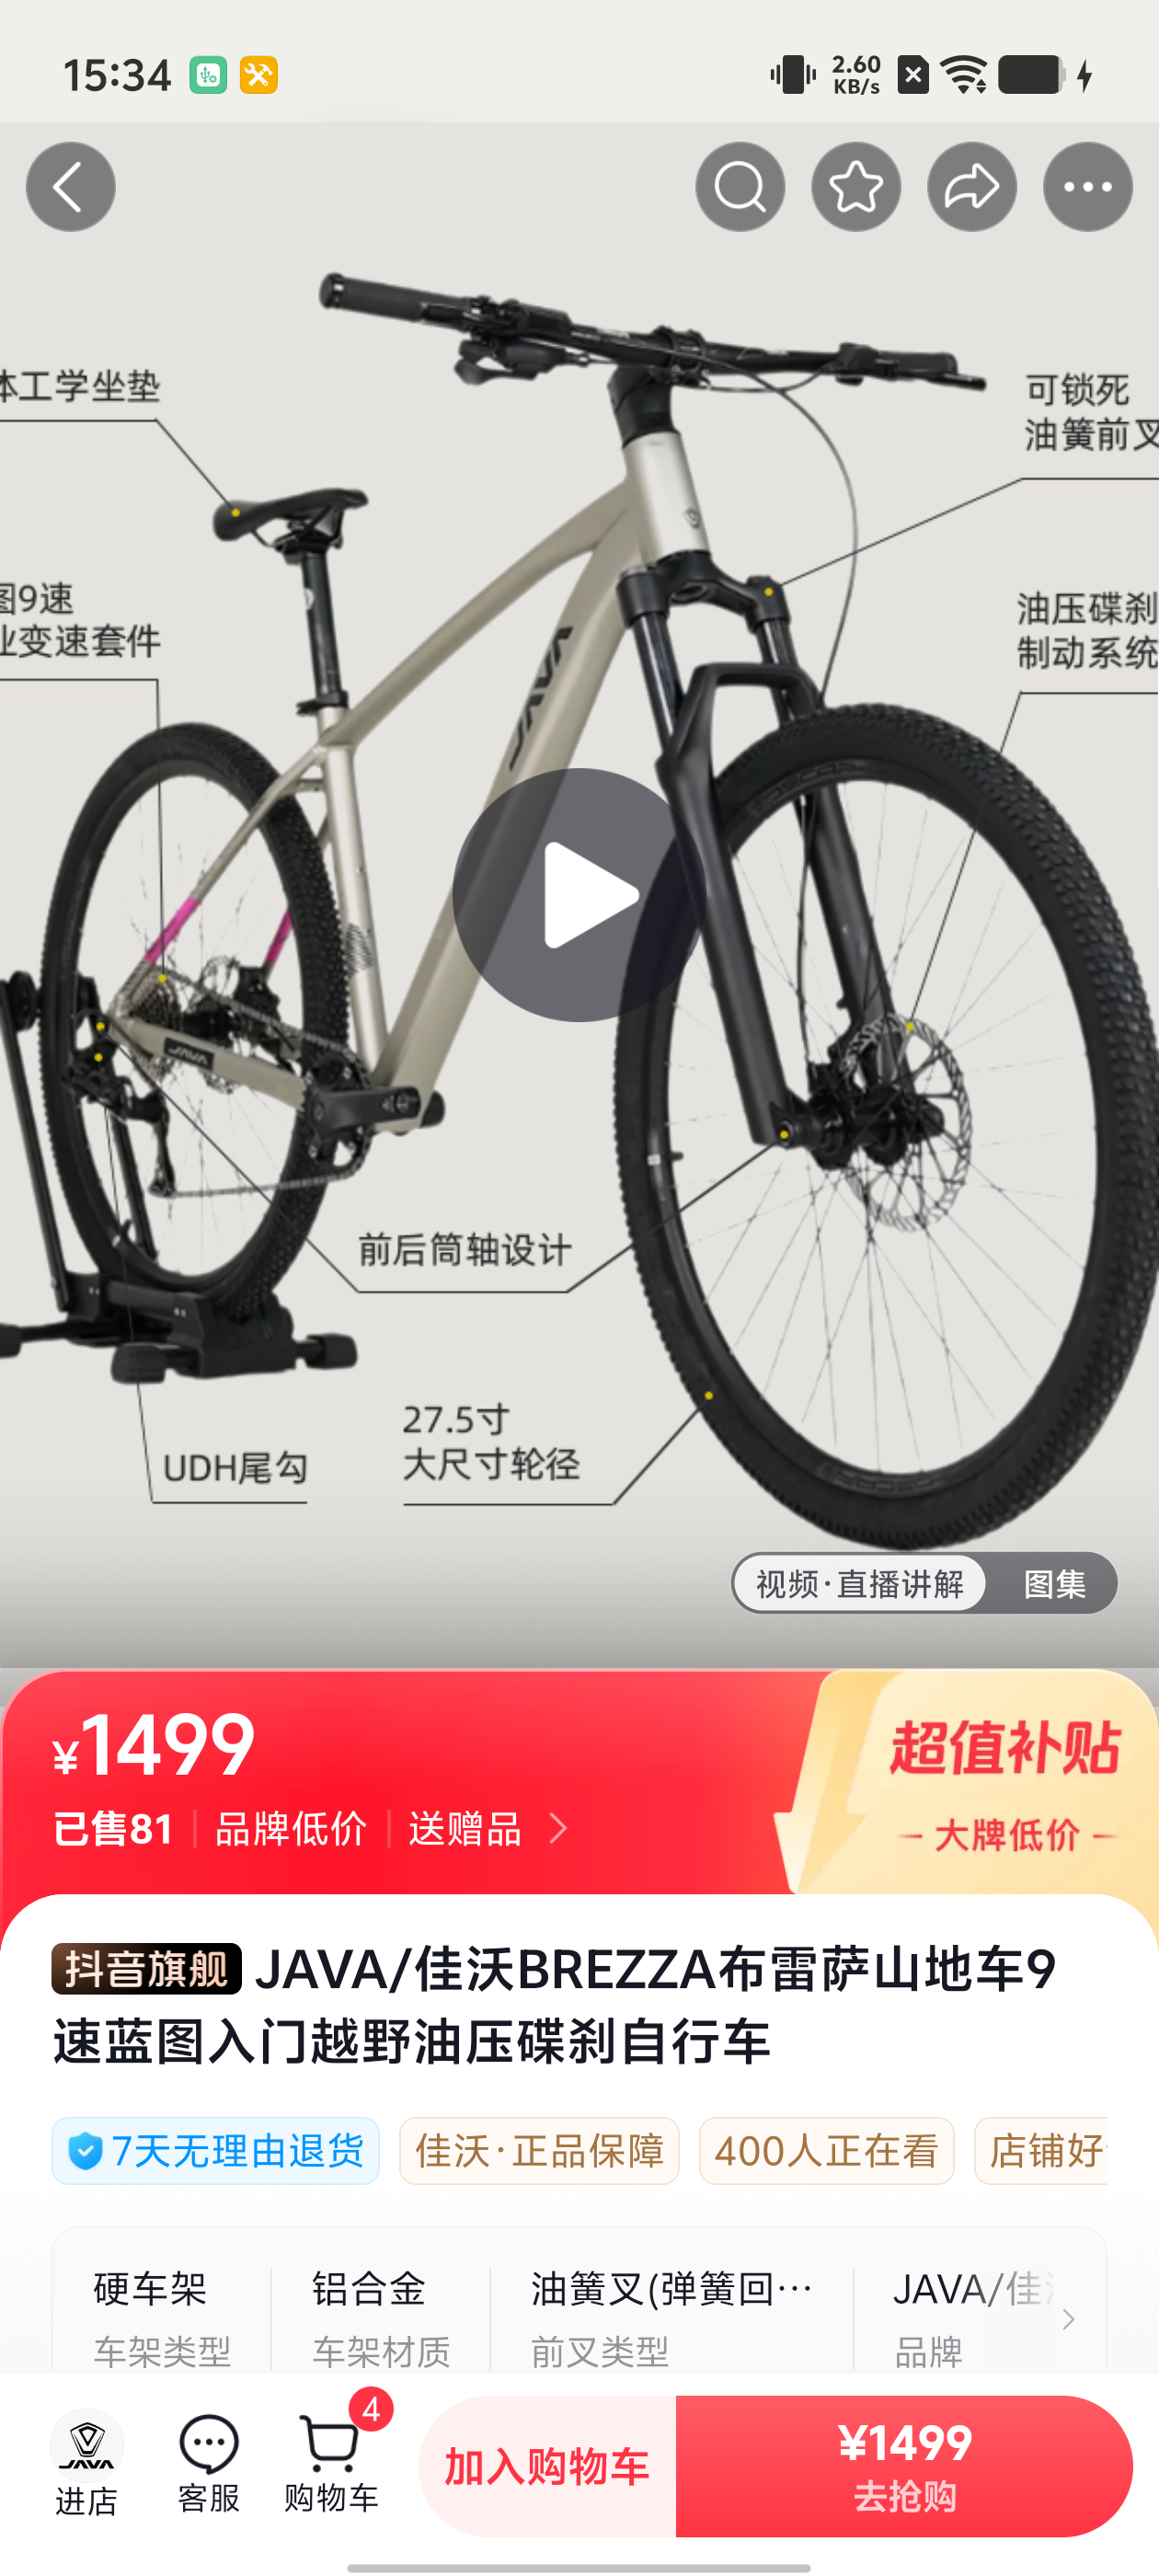 15:34
2.60
KB/s
体工学坐垫
可锁死
油簧前叉
图9速
业变速套件
油压碟刹
制动系统
JAVA
JAVA
前后筒轴设计
27.5寸
大尺寸轮径
UDH尾勾
视频·直播讲解
图集
¥1499
已售81
品牌低价
送赠品
超值补贴
大牌低价
抖音旗舰 JAVA/佳沃BREZZA布雷萨山地车9
速蓝图入门越野油压碟刹自行车
7天无理由退货
佳沃·正品保障
400人正在看
店铺好
硬车架
铝合金
油簧叉(弹簧回…
JAVA/佳
车架类型
车架材质
前叉类型
品牌
JAVA
进店
客服
4
购物车
加入购物车
¥1499
去抢购